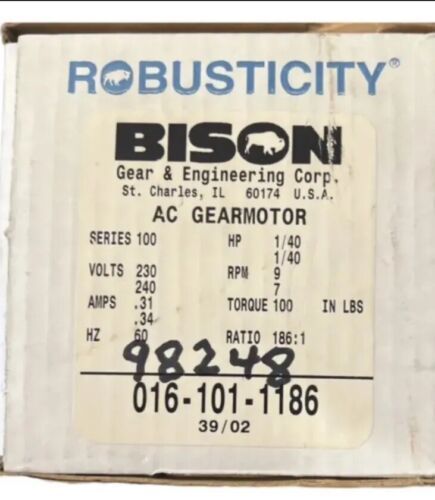 ROBUSTICITY®
BISON
Gear & Engineering Corp.
St. Charles, IL 60174 U.S.A.
AC GEARMOTOR
SERIES 100 HP 1/40
1/40
VOLTS 230 RPM 9
240 7
AMPS .31 TORQUE 100 IN LBS
.34
HZ 60 RATIO 186:1
98248
016-101-1186
39/02